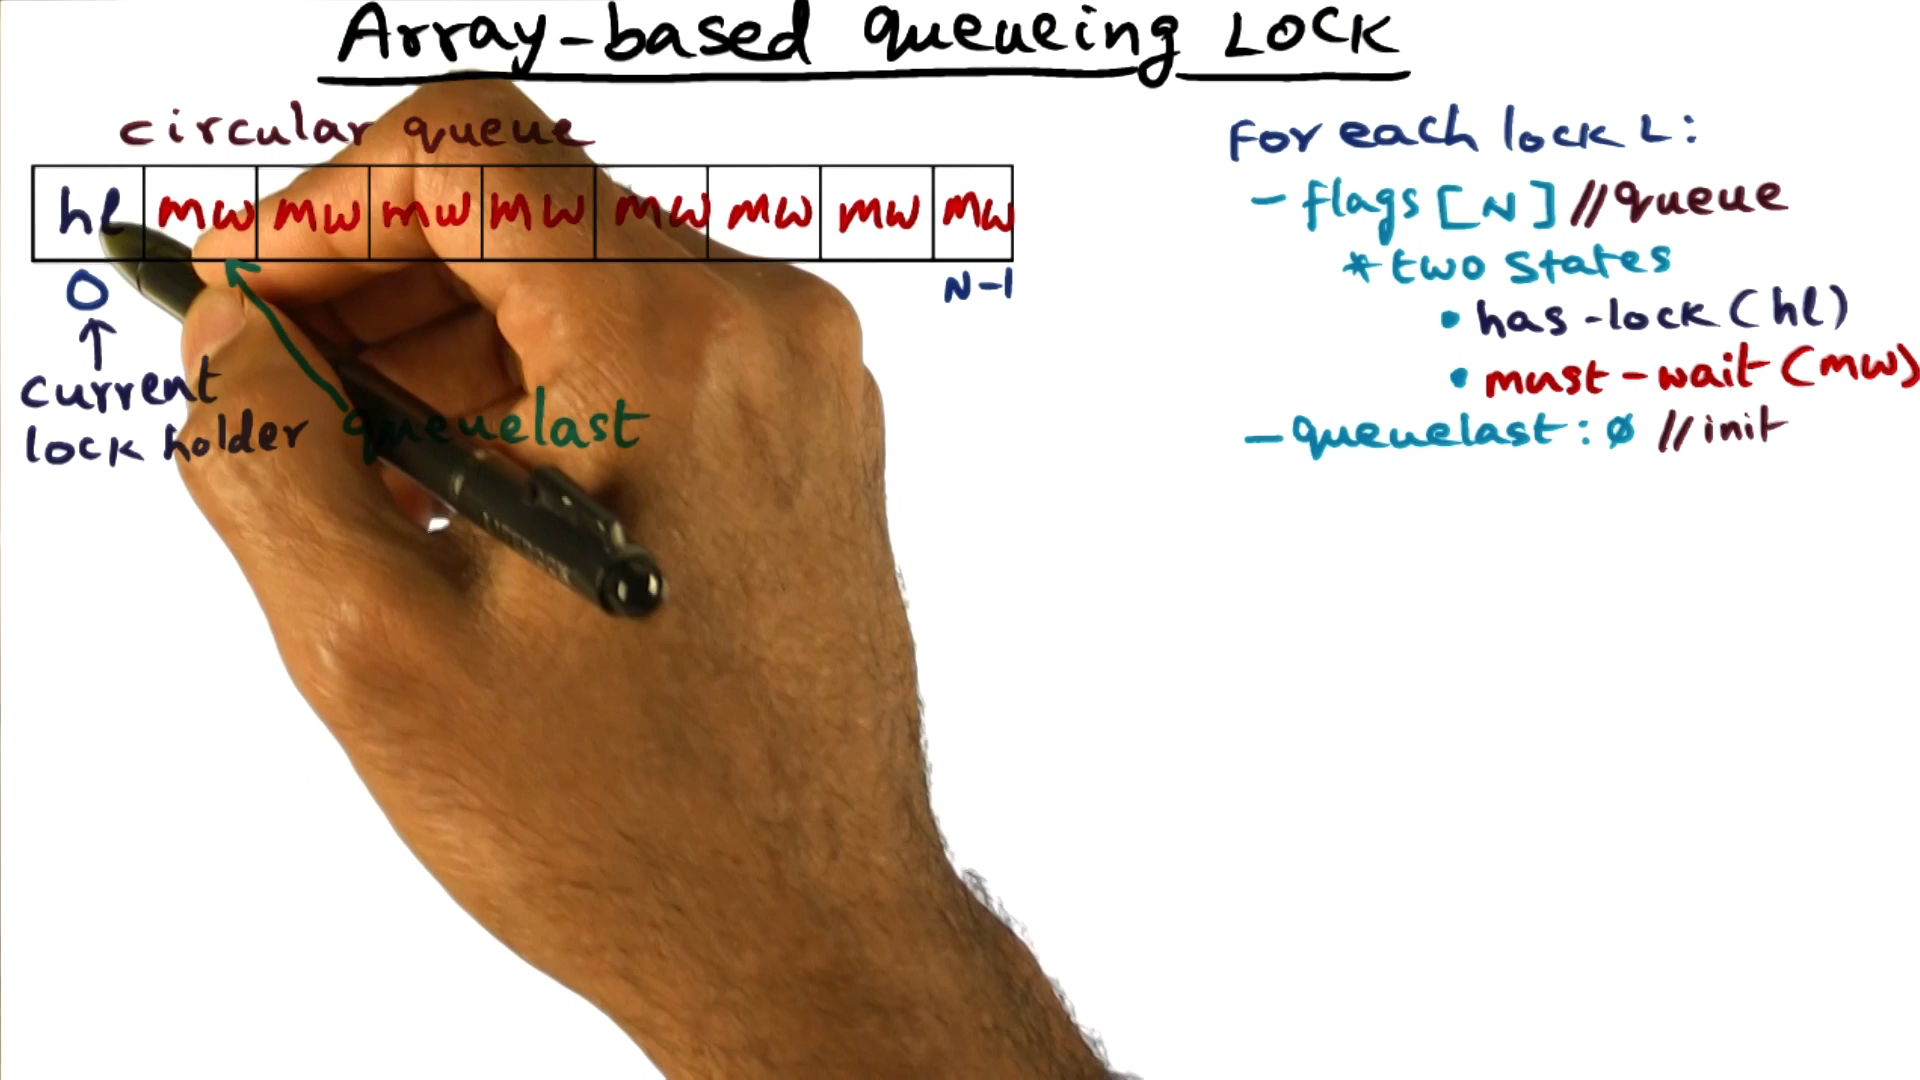 Array-based queueing LOCK
circular queue
hl mw mw mw mw mw mw mw mw
0 N-1
current
lock holder
queuelast
For each lock L:
- flags [N] //queue
* two states
• has-lock (hl)
• must-wait (mw)
- queuelast: ø //init